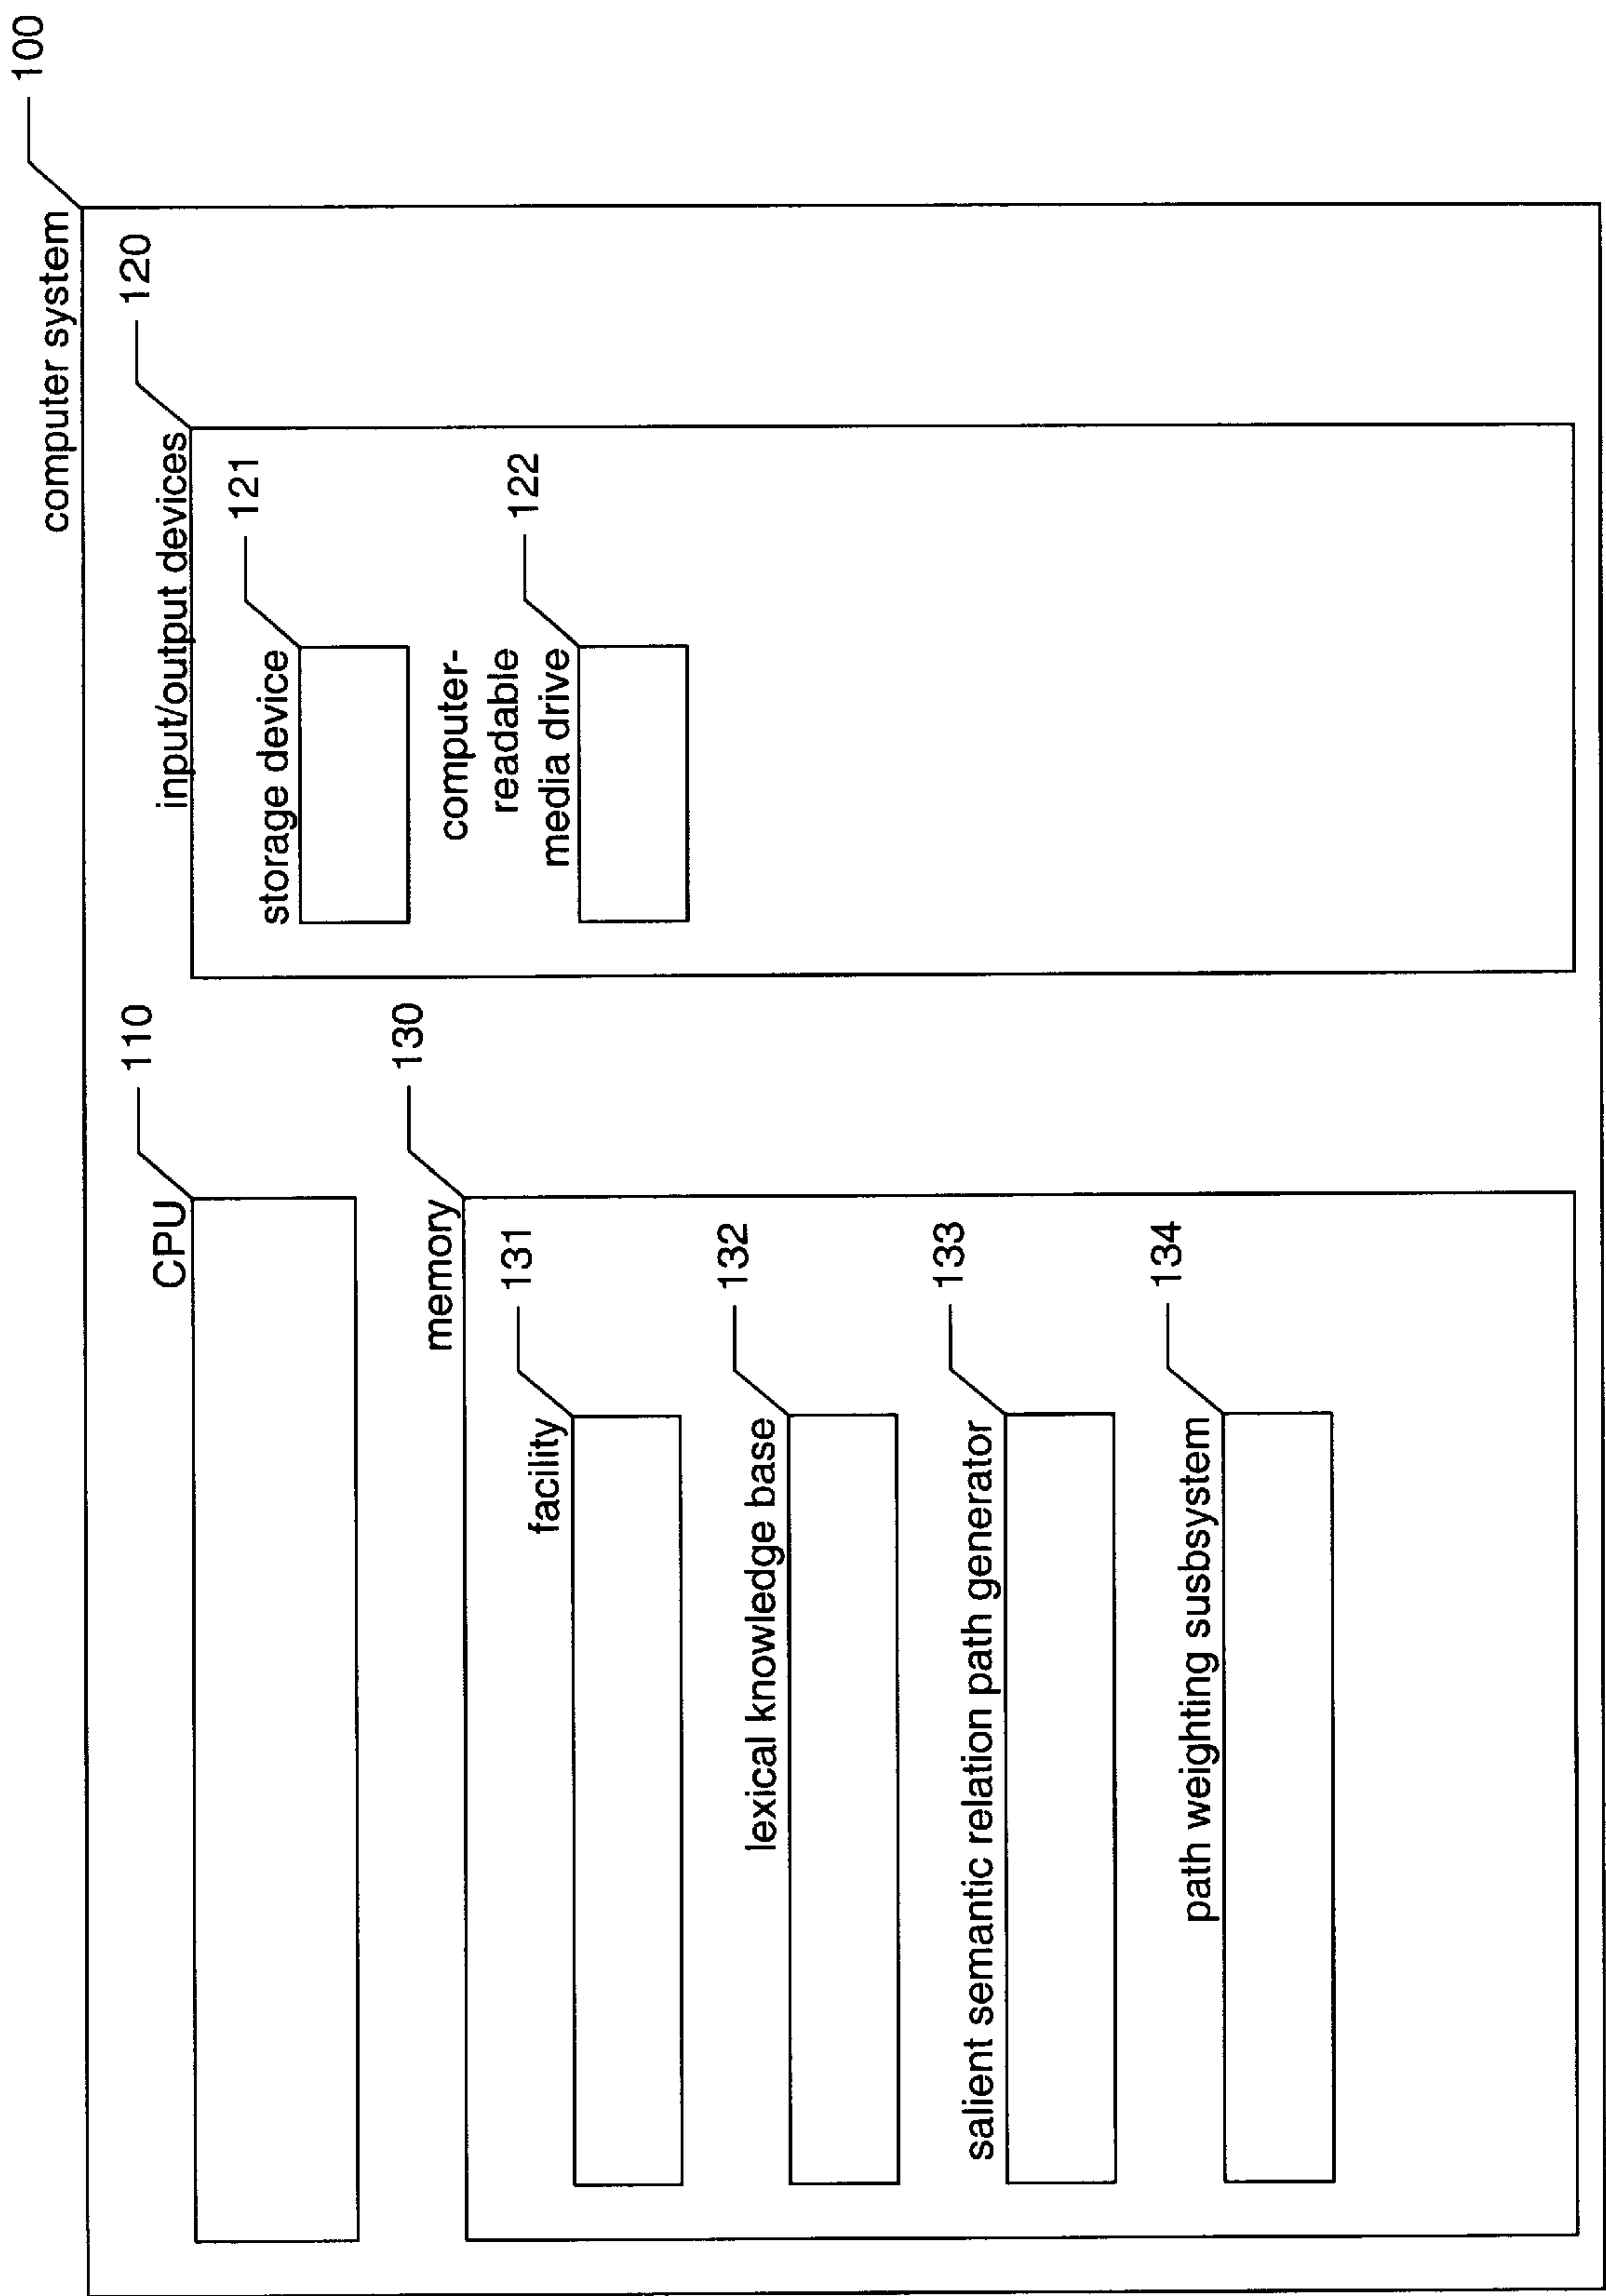 100
computer system
110
CPU
120
input/output devices
121
storage device
122
computer-
readable
media drive
130
memory
131
facility
132
lexical knowledge base
133
salient semantic relation path generator
134
path weighting susbsystem